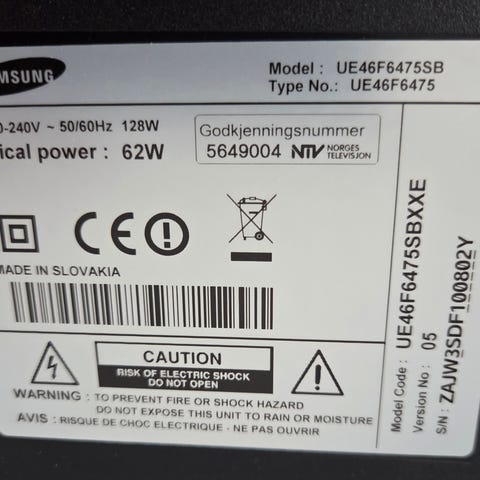 SAMSUNG
Model : UE46F6475SB
Type No.: UE46F6475
0-240V ~ 50/60Hz 128W
ical power : 62W
Godkjenningsnummer
5649004 NTV NORGES TELEVISJON
CE
MADE IN SLOVAKIA
CAUTION
RISK OF ELECTRIC SHOCK
DO NOT OPEN
WARNING : TO PREVENT FIRE OR SHOCK HAZARD
DO NOT EXPOSE THIS UNIT TO RAIN OR MOISTURE
AVIS : RISQUE DE CHOC ELECTRIQUE - NE PAS OUVRIR
Model Code : UE46F6475SBXXE
Version No : 05
S/N : ZAJW3SDF100802Y